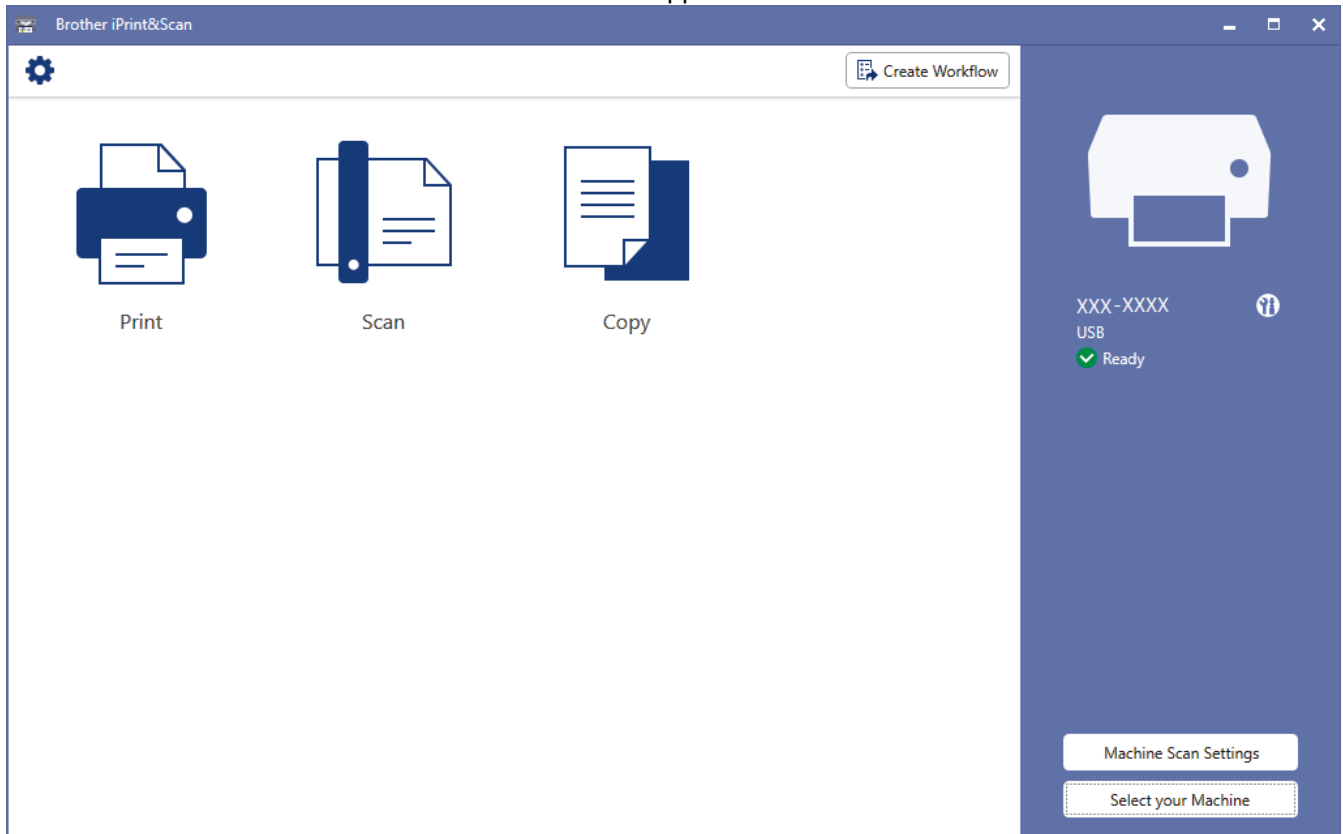 Brother iPrint&Scan
Create Workflow
Print
Scan
Copy
XXX-XXXX
USB
Ready
Machine Scan Settings
Select your Machine